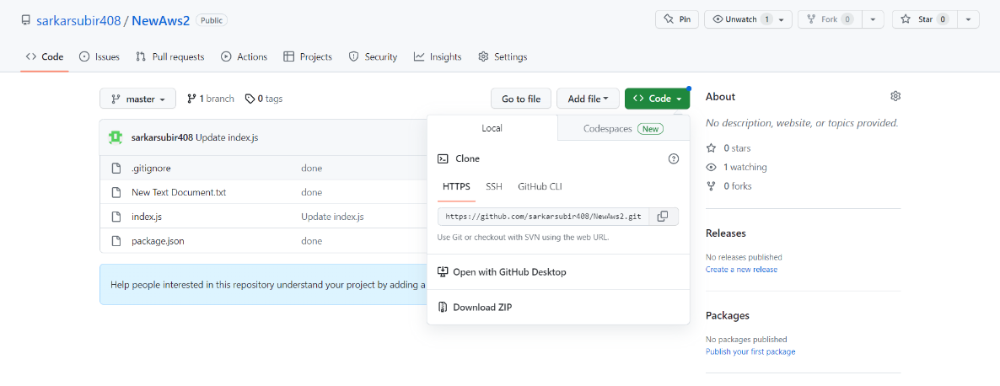 sarkarsubir408 / NewAws2 Public
Pin Unwatch 1 Fork 0 Star 0
Code Issues Pull requests Actions Projects Security Insights Settings
master 1 branch 0 tags Go to file Add file Code
sarkarsubir408 Update index.js
.gitignore done
New Text Document.txt done
index.js Update index.js
package.json done
Help people interested in this repository understand your project by adding a
Local Codespaces New
Clone
HTTPS SSH GitHub CLI
https://github.com/sarkarsubir408/NewAws2.git
Use Git or checkout with SVN using the web URL.
Open with GitHub Desktop
Download ZIP
About
No description, website, or topics provided.
0 stars
1 watching
0 forks
Releases
No releases published
Create a new release
Packages
No packages published
Publish your first package